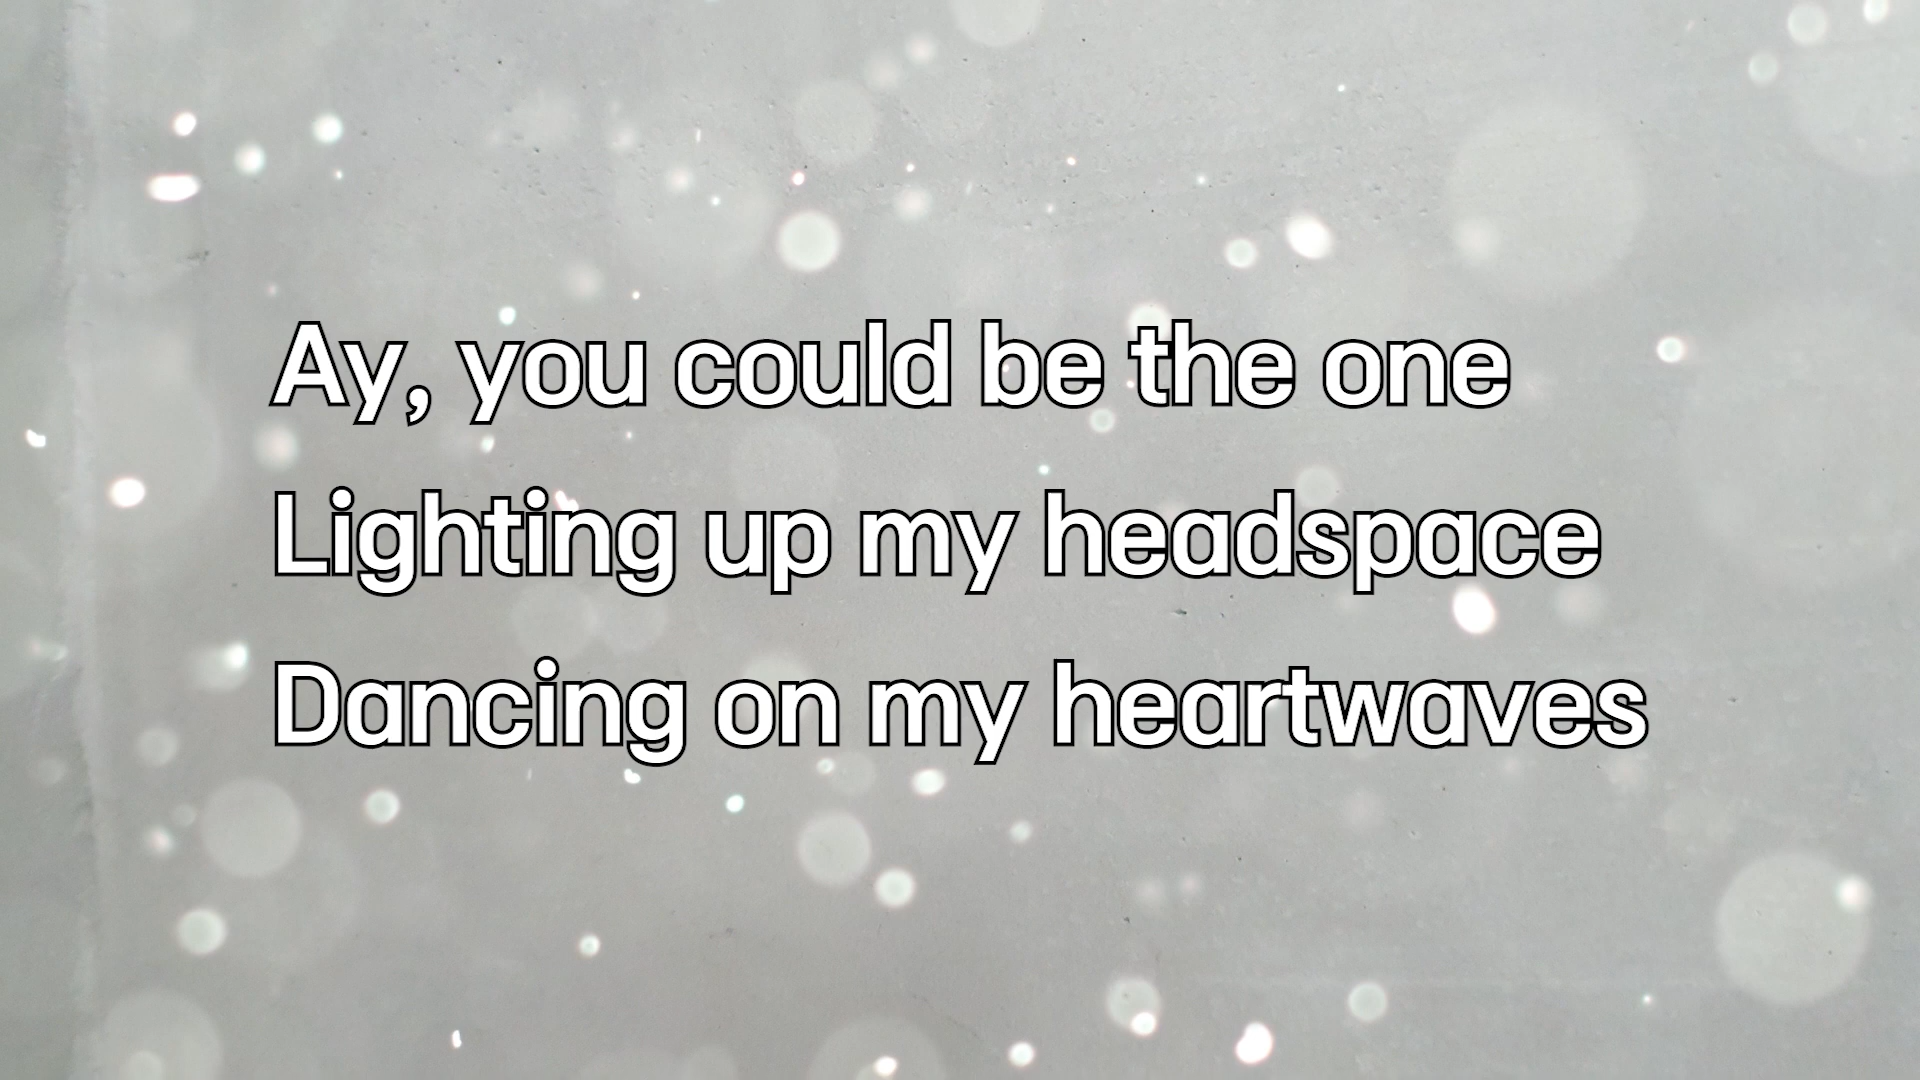 Ay, you could be the one
Lighting up my headspace
Dancing on my heartwaves